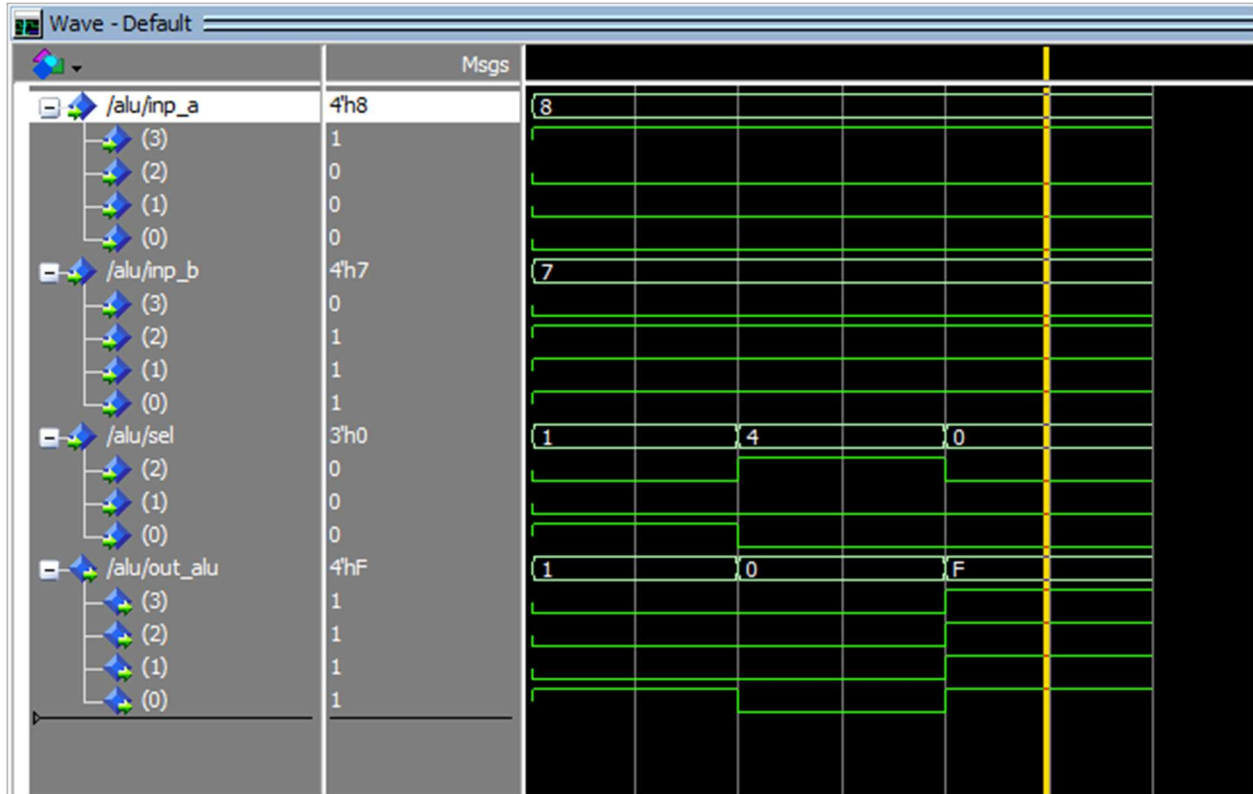 Wave - Default
Msgs
/alu/inp_a 4'h8 8
(3) 1
(2) 0
(1) 0
(0) 0
/alu/inp_b 4'h7 7
(3) 0
(2) 1
(1) 1
(0) 1
/alu/sel 3'h0 1 4 0
(2) 0
(1) 0
(0) 0
/alu/out_alu 4'hF 1 0 F
(3) 1
(2) 1
(1) 1
(0) 1